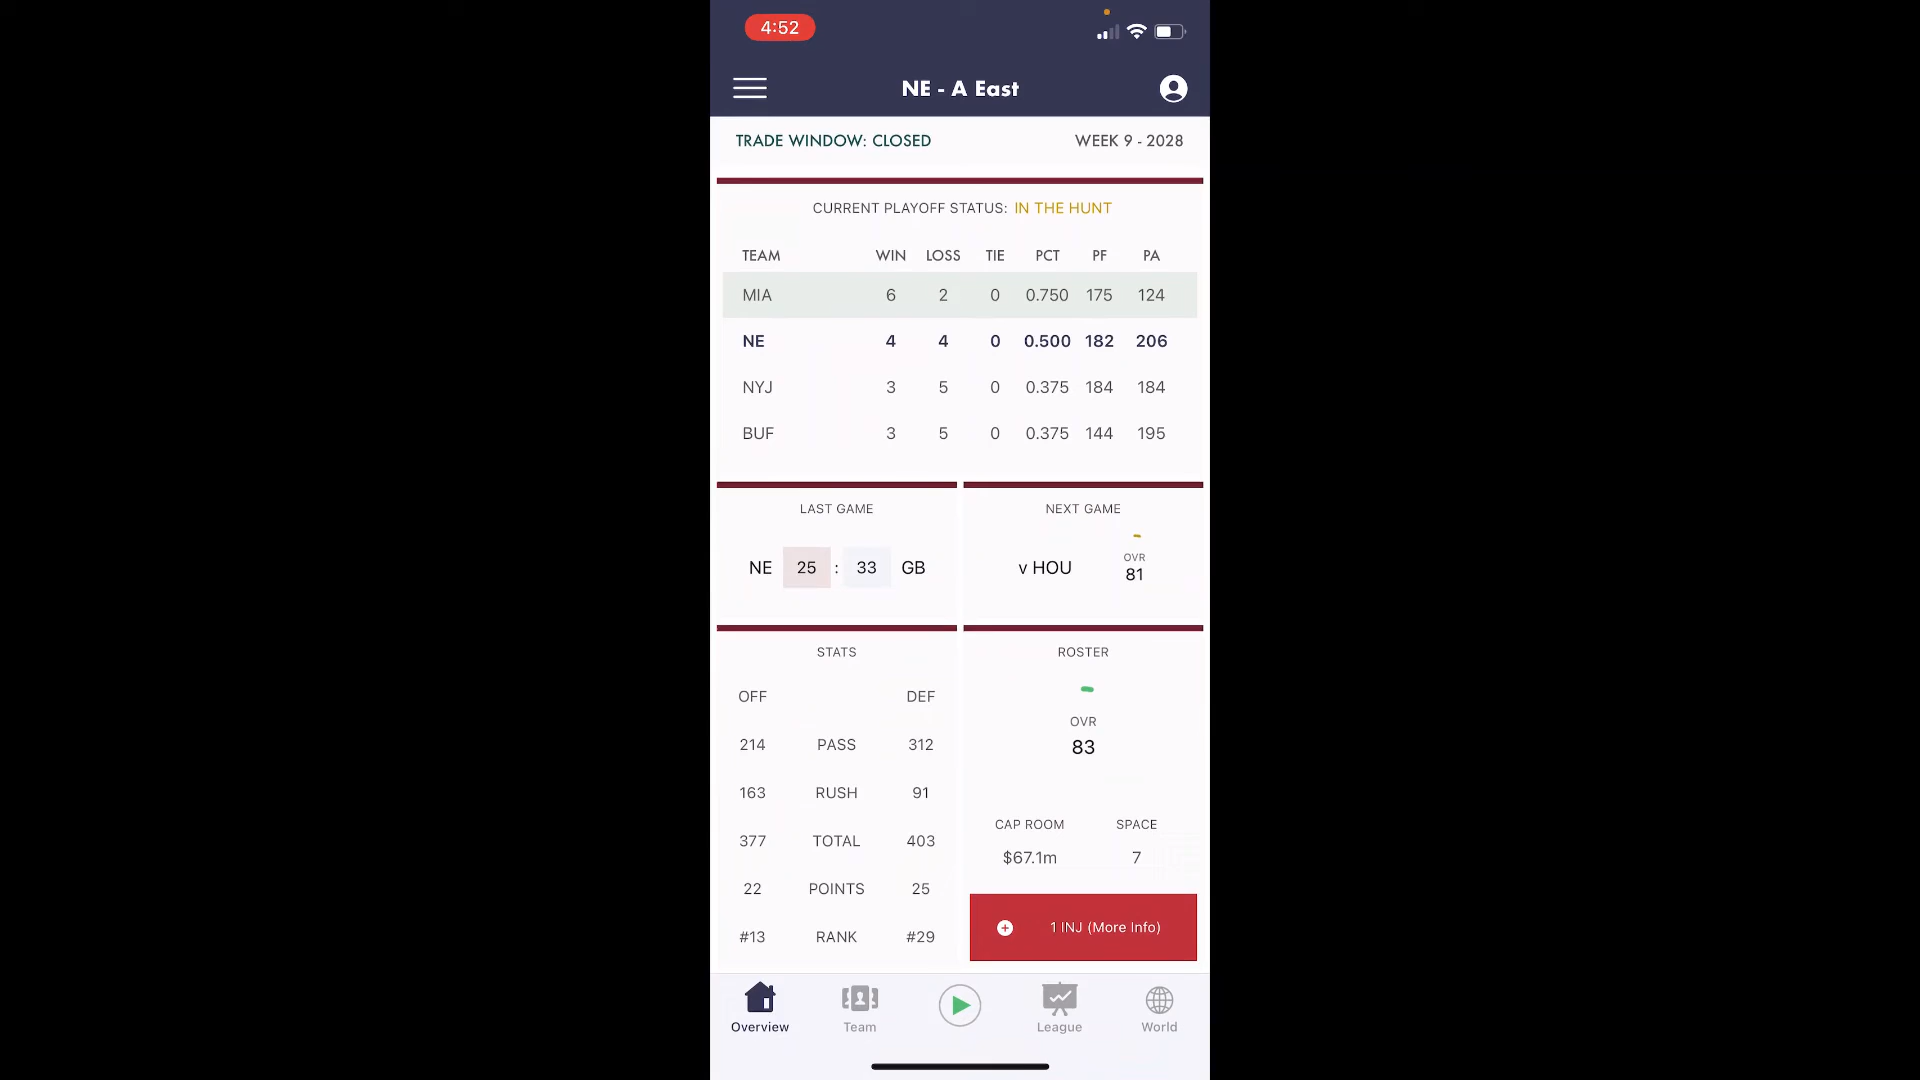 4:52
NE - A East
TRADE WINDOW: CLOSED WEEK 9 - 2028
CURRENT PLAYOFF STATUS: IN THE HUNT
TEAM WIN LOSS TIE PCT PF PA
MIA 6 2 0 0.750 175 124
NE 4 4 0 0.500 182 206
NYJ 3 5 0 0.375 184 184
BUF 3 5 0 0.375 144 195
LAST GAME
NE 25 : 33 GB
NEXT GAME
v HOU
OVR
81
STATS
OFF DEF
214 PASS 312
163 RUSH 91
377 TOTAL 403
22 POINTS 25
#13 RANK #29
ROSTER
OVR
83
CAP ROOM SPACE
$67.1m 7
1 INJ (More Info)
Overview Team League World